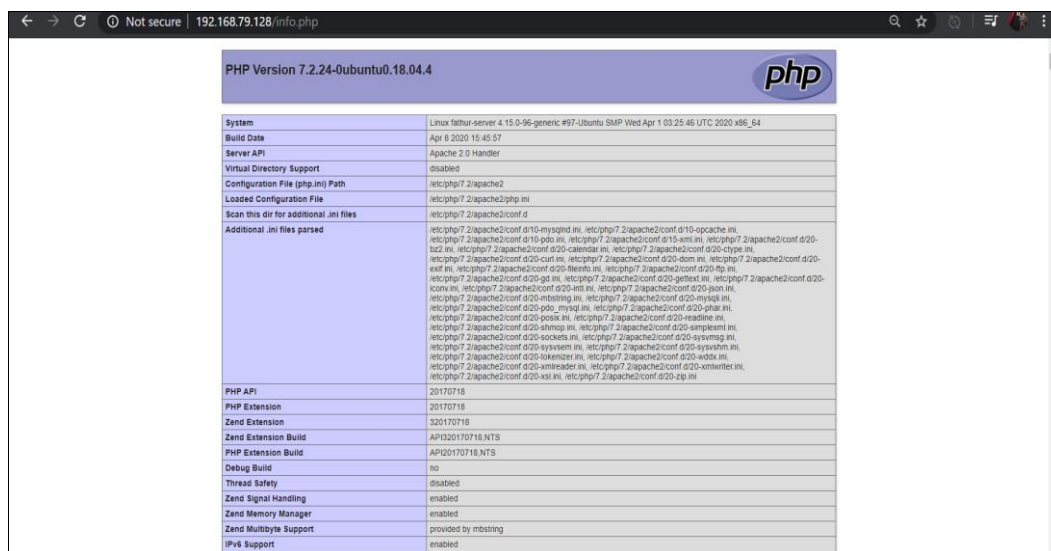 Not secure | 192.168.79.128/info.php
PHP Version 7.2.24-0ubuntu0.18.04.4
php
System Linux fathur-server 4.15.0-96-generic #97-Ubuntu SMP Wed Apr 1 03:25:46 UTC 2020 x86_64
Build Date Apr 8 2020 15:45:57
Server API Apache 2.0 Handler
Virtual Directory Support disabled
Configuration File (php.ini) Path /etc/php/7.2/apache2
Loaded Configuration File /etc/php/7.2/apache2/php.ini
Scan this dir for additional .ini files /etc/php/7.2/apache2/conf.d
Additional .ini files parsed /etc/php/7.2/apache2/conf.d/10-mysqlnd.ini, /etc/php/7.2/apache2/conf.d/10-opcache.ini,
/etc/php/7.2/apache2/conf.d/10-pdo.ini, /etc/php/7.2/apache2/conf.d/15-xml.ini, /etc/php/7.2/apache2/conf.d/20-
bz2.ini, /etc/php/7.2/apache2/conf.d/20-calendar.ini, /etc/php/7.2/apache2/conf.d/20-ctype.ini,
/etc/php/7.2/apache2/conf.d/20-curl.ini, /etc/php/7.2/apache2/conf.d/20-dom.ini, /etc/php/7.2/apache2/conf.d/20-
exif.ini, /etc/php/7.2/apache2/conf.d/20-fileinfo.ini, /etc/php/7.2/apache2/conf.d/20-ftp.ini,
/etc/php/7.2/apache2/conf.d/20-gd.ini, /etc/php/7.2/apache2/conf.d/20-gettext.ini, /etc/php/7.2/apache2/conf.d/20-
iconv.ini, /etc/php/7.2/apache2/conf.d/20-intl.ini, /etc/php/7.2/apache2/conf.d/20-json.ini,
/etc/php/7.2/apache2/conf.d/20-mbstring.ini, /etc/php/7.2/apache2/conf.d/20-mysqli.ini,
/etc/php/7.2/apache2/conf.d/20-pdo_mysql.ini, /etc/php/7.2/apache2/conf.d/20-phar.ini,
/etc/php/7.2/apache2/conf.d/20-posix.ini, /etc/php/7.2/apache2/conf.d/20-readline.ini,
/etc/php/7.2/apache2/conf.d/20-shmop.ini, /etc/php/7.2/apache2/conf.d/20-simplexml.ini,
/etc/php/7.2/apache2/conf.d/20-sockets.ini, /etc/php/7.2/apache2/conf.d/20-sysvmsg.ini,
/etc/php/7.2/apache2/conf.d/20-sysvsem.ini, /etc/php/7.2/apache2/conf.d/20-sysvshm.ini,
/etc/php/7.2/apache2/conf.d/20-tokenizer.ini, /etc/php/7.2/apache2/conf.d/20-wddx.ini,
/etc/php/7.2/apache2/conf.d/20-xmlreader.ini, /etc/php/7.2/apache2/conf.d/20-xmlwriter.ini,
/etc/php/7.2/apache2/conf.d/20-xsl.ini, /etc/php/7.2/apache2/conf.d/20-zip.ini
PHP API 20170718
PHP Extension 20170718
Zend Extension 320170718
Zend Extension Build API320170718,NTS
PHP Extension Build API20170718,NTS
Debug Build no
Thread Safety disabled
Zend Signal Handling enabled
Zend Memory Manager enabled
Zend Multibyte Support provided by mbstring
IPv6 Support enabled